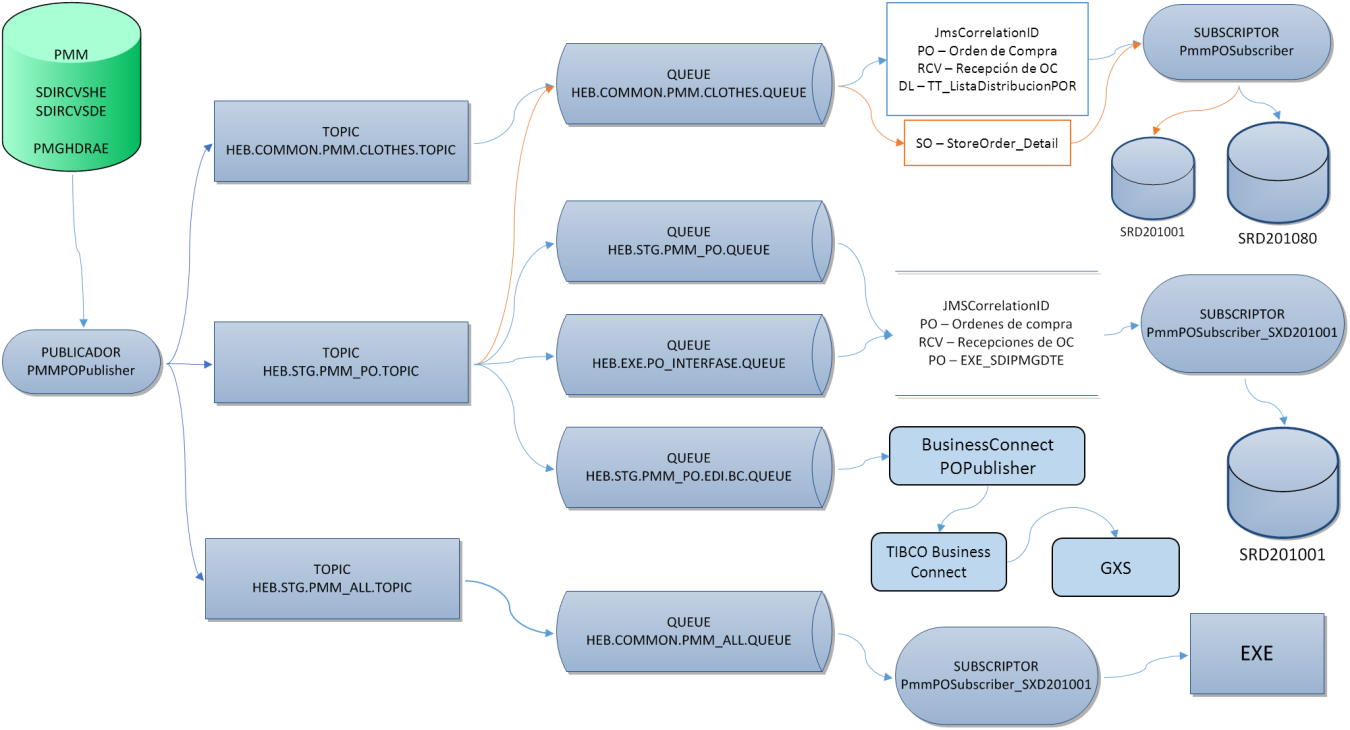 PMM
SDIRCVSHE
SDIRCVSDE
PMGHDRAE
PUBLICADOR
PMMPOPublisher
TOPIC
HEB.COMMON.PMM.CLOTHES.TOPIC
TOPIC
HEB.STG.PMM_PO.TOPIC
TOPIC
HEB.STG.PMM_ALL.TOPIC
QUEUE
HEB.COMMON.PMM.CLOTHES.QUEUE
QUEUE
HEB.STG.PMM_PO.QUEUE
QUEUE
HEB.EXE.PO_INTERFASE.QUEUE
QUEUE
HEB.STG.PMM_PO.EDI.BC.QUEUE
QUEUE
HEB.COMMON.PMM_ALL.QUEUE
JmsCorrelationID
PO – Orden de Compra
RCV – Recepción de OC
DL – TT_ListaDistribucionPOR
SO – StoreOrder_Detail
SUBSCRIPTOR
PmmPOSubscriber
SRD201001
SRD201080
JMSCorrelationID
PO – Ordenes de compra
RCV – Recepciones de OC
PO – EXE_SDIPMGDTE
SUBSCRIPTOR
PmmPOSubscriber_SXD201001
SRD201001
BusinessConnect
POPublisher
TIBCO Business
Connect
GXS
SUBSCRIPTOR
PmmPOSubscriber_SXD201001
EXE